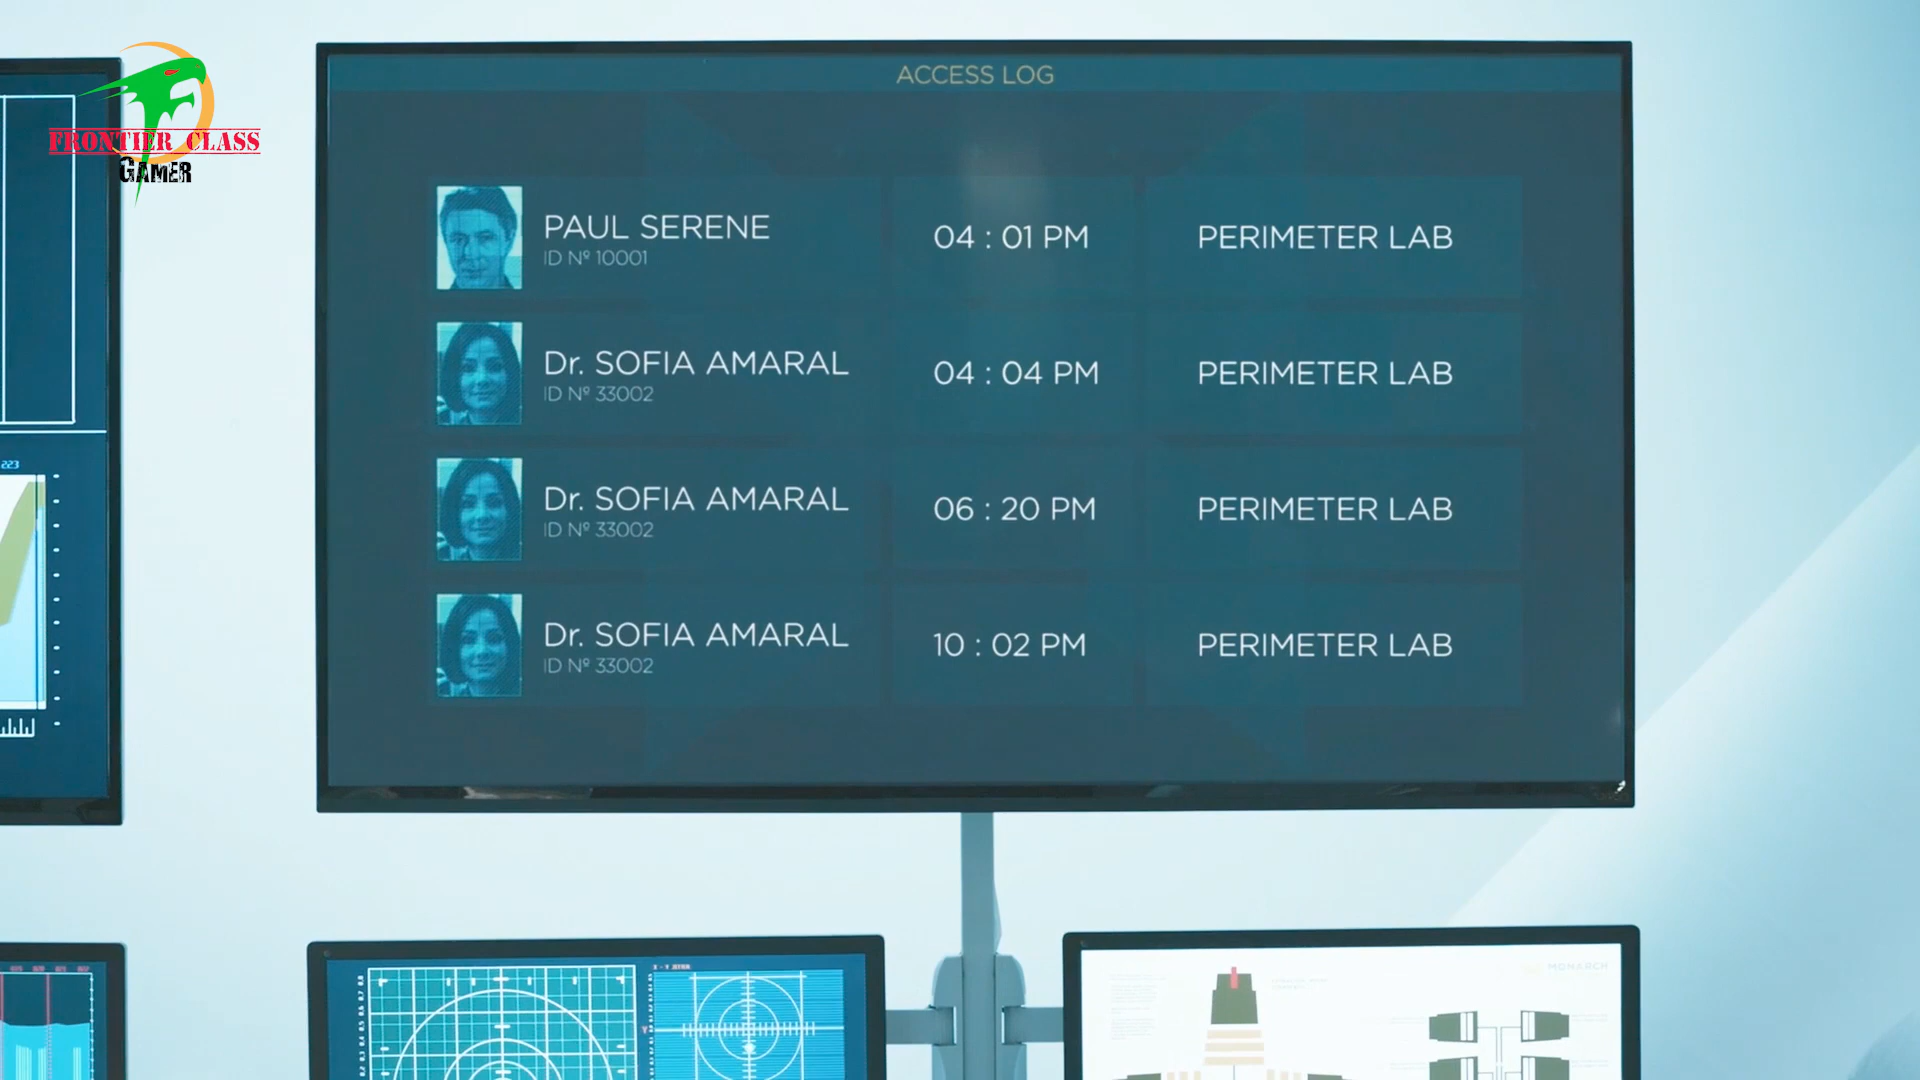 ACCESS LOG
FRONTIER CLASS
GAMER
PAUL SERENE
ID Nº 10001
04 : 01 PM
PERIMETER LAB
Dr. SOFIA AMARAL
ID Nº 33002
04 : 04 PM
PERIMETER LAB
Dr. SOFIA AMARAL
ID Nº 33002
06 : 20 PM
PERIMETER LAB
Dr. SOFIA AMARAL
ID Nº 33002
10 : 02 PM
PERIMETER LAB
223
MONARCH